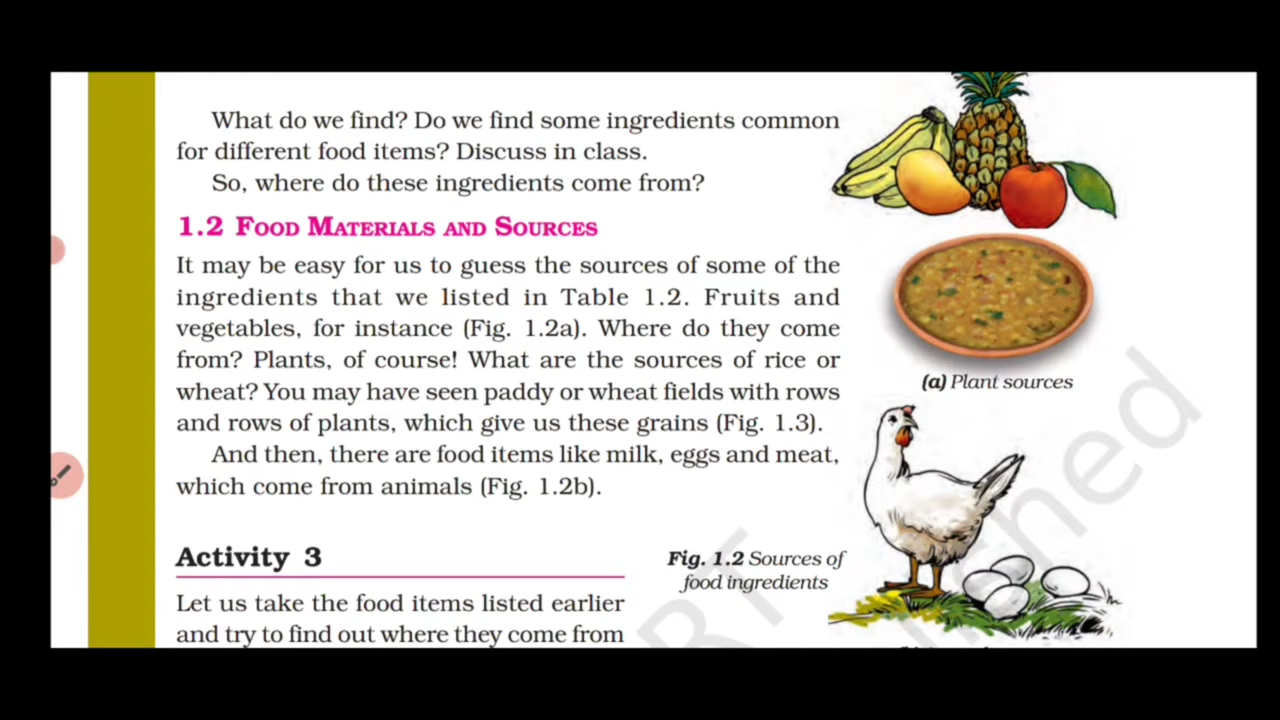 What do we find? Do we find some ingredients common
for different food items? Discuss in class.
So, where do these ingredients come from?
1.2 FOOD MATERIALS AND SOURCES
It may be easy for us to guess the sources of some of the
ingredients that we listed in Table 1.2. Fruits and
vegetables, for instance (Fig. 1.2a). Where do they come
from? Plants, of course! What are the sources of rice or
wheat? You may have seen paddy or wheat fields with rows
and rows of plants, which give us these grains (Fig. 1.3).
And then, there are food items like milk, eggs and meat,
which come from animals (Fig. 1.2b).
(a) Plant sources
Activity 3
Let us take the food items listed earlier
and try to find out where they come from
Fig. 1.2 Sources of
food ingredients